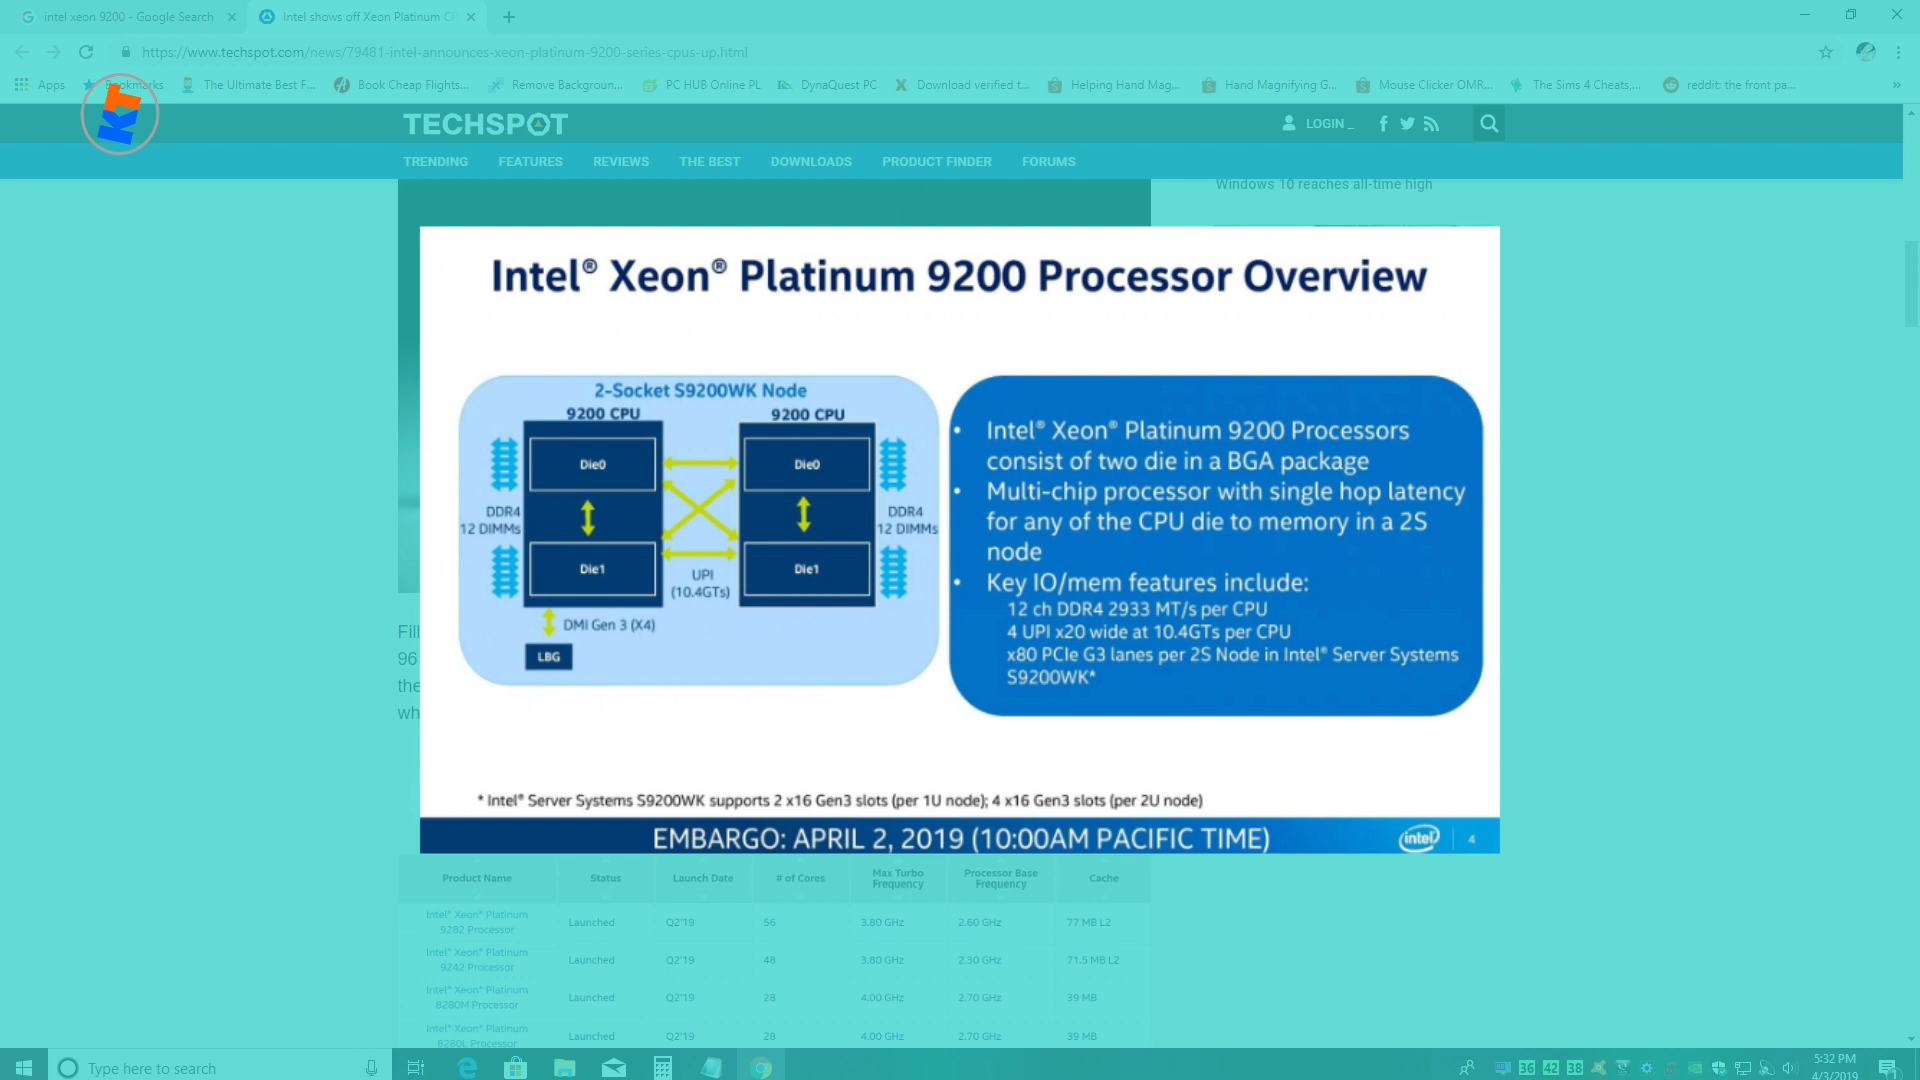 intel xeon 9200 - Google Search
Intel shows off Xeon Platinum CP
https://www.techspot.com/news/79481-intel-announces-xeon-platinum-9200-series-cpus-up.html
Apps
Bookmarks
The Ultimate Best F...
Book Cheap Flights...
Remove Backgroun...
PC HUB Online PL
DynaQuest PC
Download verified t...
Helping Hand Mag...
Hand Magnifying G...
Mouse Clicker OMR...
The Sims 4 Cheats,...
reddit: the front pa...
TECHSPOT
LOGIN _
TRENDING FEATURES REVIEWS THE BEST DOWNLOADS PRODUCT FINDER FORUMS
Windows 10 reaches all-time high
Intel® Xeon® Platinum 9200 Processor Overview
2-Socket S9200WK Node
9200 CPU
9200 CPU
Die0
Die0
DDR4
12 DIMMs
DDR4
12 DIMMs
Die1
Die1
UPI
(10.4GTs)
DMI Gen 3 (X4)
LBG
• Intel® Xeon® Platinum 9200 Processors
consist of two die in a BGA package
• Multi-chip processor with single hop latency
for any of the CPU die to memory in a 2S
node
• Key IO/mem features include:
12 ch DDR4 2933 MT/s per CPU
4 UPI x20 wide at 10.4GTs per CPU
x80 PCIe G3 lanes per 2S Node in Intel® Server Systems
S9200WK*
* Intel® Server Systems S9200WK supports 2 x16 Gen3 slots (per 1U node); 4 x16 Gen3 slots (per 2U node)
EMBARGO: APRIL 2, 2019 (10:00AM PACIFIC TIME)
intel
4
Fill
96
the
wh
Product Name Status Launch Date # of Cores Max Turbo Frequency Processor Base Frequency Cache
Intel® Xeon® Platinum 9282 Processor Launched Q2'19 56 3.80 GHz 2.60 GHz 77 MB L2
Intel® Xeon® Platinum 9242 Processor Launched Q2'19 48 3.80 GHz 2.30 GHz 71.5 MB L2
Intel® Xeon® Platinum 8280M Processor Launched Q2'19 28 4.00 GHz 2.70 GHz 39 MB
Intel® Xeon® Platinum 8280L Processor Launched Q2'19 28 4.00 GHz 2.70 GHz 39 MB
Type here to search
36 42 38
5:32 PM
4/3/2019